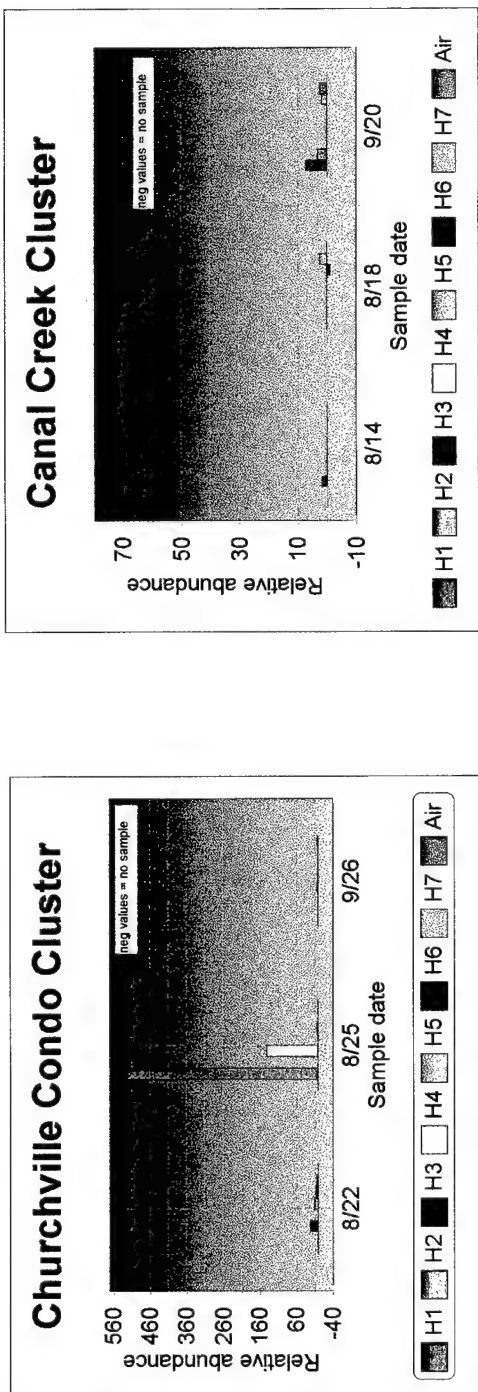 Churchville Condo Cluster
neg values = no sample
Relative abundance
560
460
360
260
160
60
-40
8/22 8/25 9/26
Sample date
H1 H2 H3 H4 H5 H6 H7 Air
Canal Creek Cluster
neg values = no sample
Relative abundance
70
50
30
10
-10
8/14 8/18 9/20
Sample date
H1 H2 H3 H4 H5 H6 H7 Air